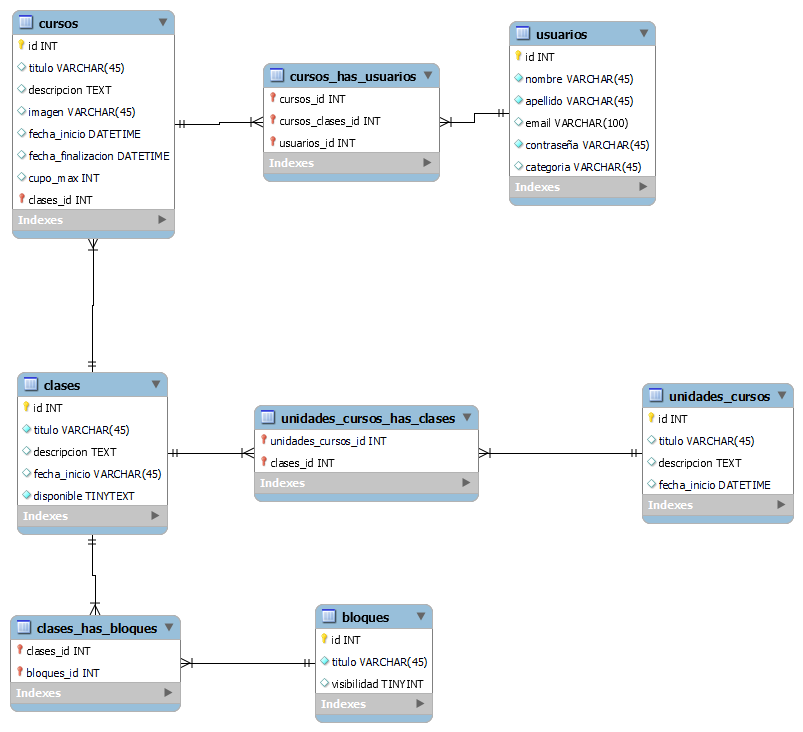 cursos
id INT
titulo VARCHAR(45)
descripcion TEXT
imagen VARCHAR(45)
fecha_inicio DATETIME
fecha_finalizacion DATETIME
cupo_max INT
clases_id INT
Indexes
cursos_has_usuarios
cursos_id INT
cursos_clases_id INT
usuarios_id INT
Indexes
usuarios
id INT
nombre VARCHAR(45)
apellido VARCHAR(45)
email VARCHAR(100)
contraseña VARCHAR(45)
categoria VARCHAR(45)
Indexes
clases
id INT
titulo VARCHAR(45)
descripcion TEXT
fecha_inicio VARCHAR(45)
disponible TINYTEXT
Indexes
unidades_cursos_has_clases
unidades_cursos_id INT
clases_id INT
Indexes
unidades_cursos
id INT
titulo VARCHAR(45)
descripcion TEXT
fecha_inicio DATETIME
Indexes
clases_has_bloques
clases_id INT
bloques_id INT
Indexes
bloques
id INT
titulo VARCHAR(45)
visibilidad TINYINT
Indexes